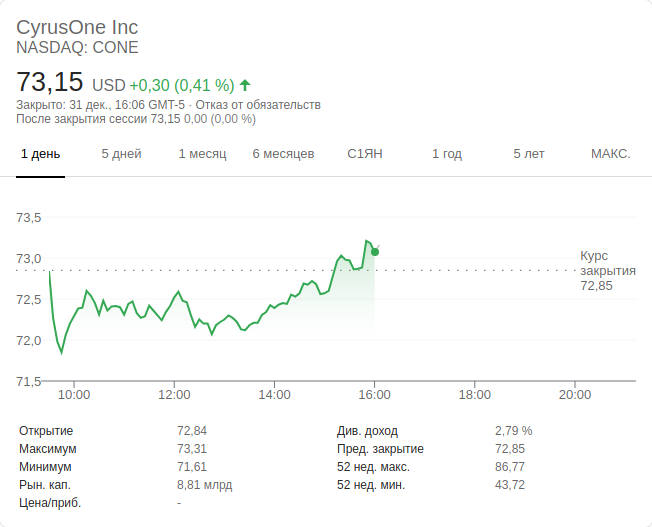 CyrusOne Inc
NASDAQ: CONE
73,15 USD +0,30 (0,41 %)
Закрыто: 31 дек., 16:06 GMT-5 · Отказ от обязательств
После закрытия сессии 73,15 0,00 (0,00 %)
1 день 5 дней 1 месяц 6 месяцев С1ЯН 1 год 5 лет МАКС.
73,5
73,0
72,5
72,0
71,5
Курс
закрытия
72,85
10:00 12:00 14:00 16:00 18:00 20:00
Открытие 72,84 Див. доход 2,79 %
Максимум 73,31 Пред. закрытие 72,85
Минимум 71,61 52 нед. макс. 86,77
Рын. кап. 8,81 млрд 52 нед. мин. 43,72
Цена/приб. -